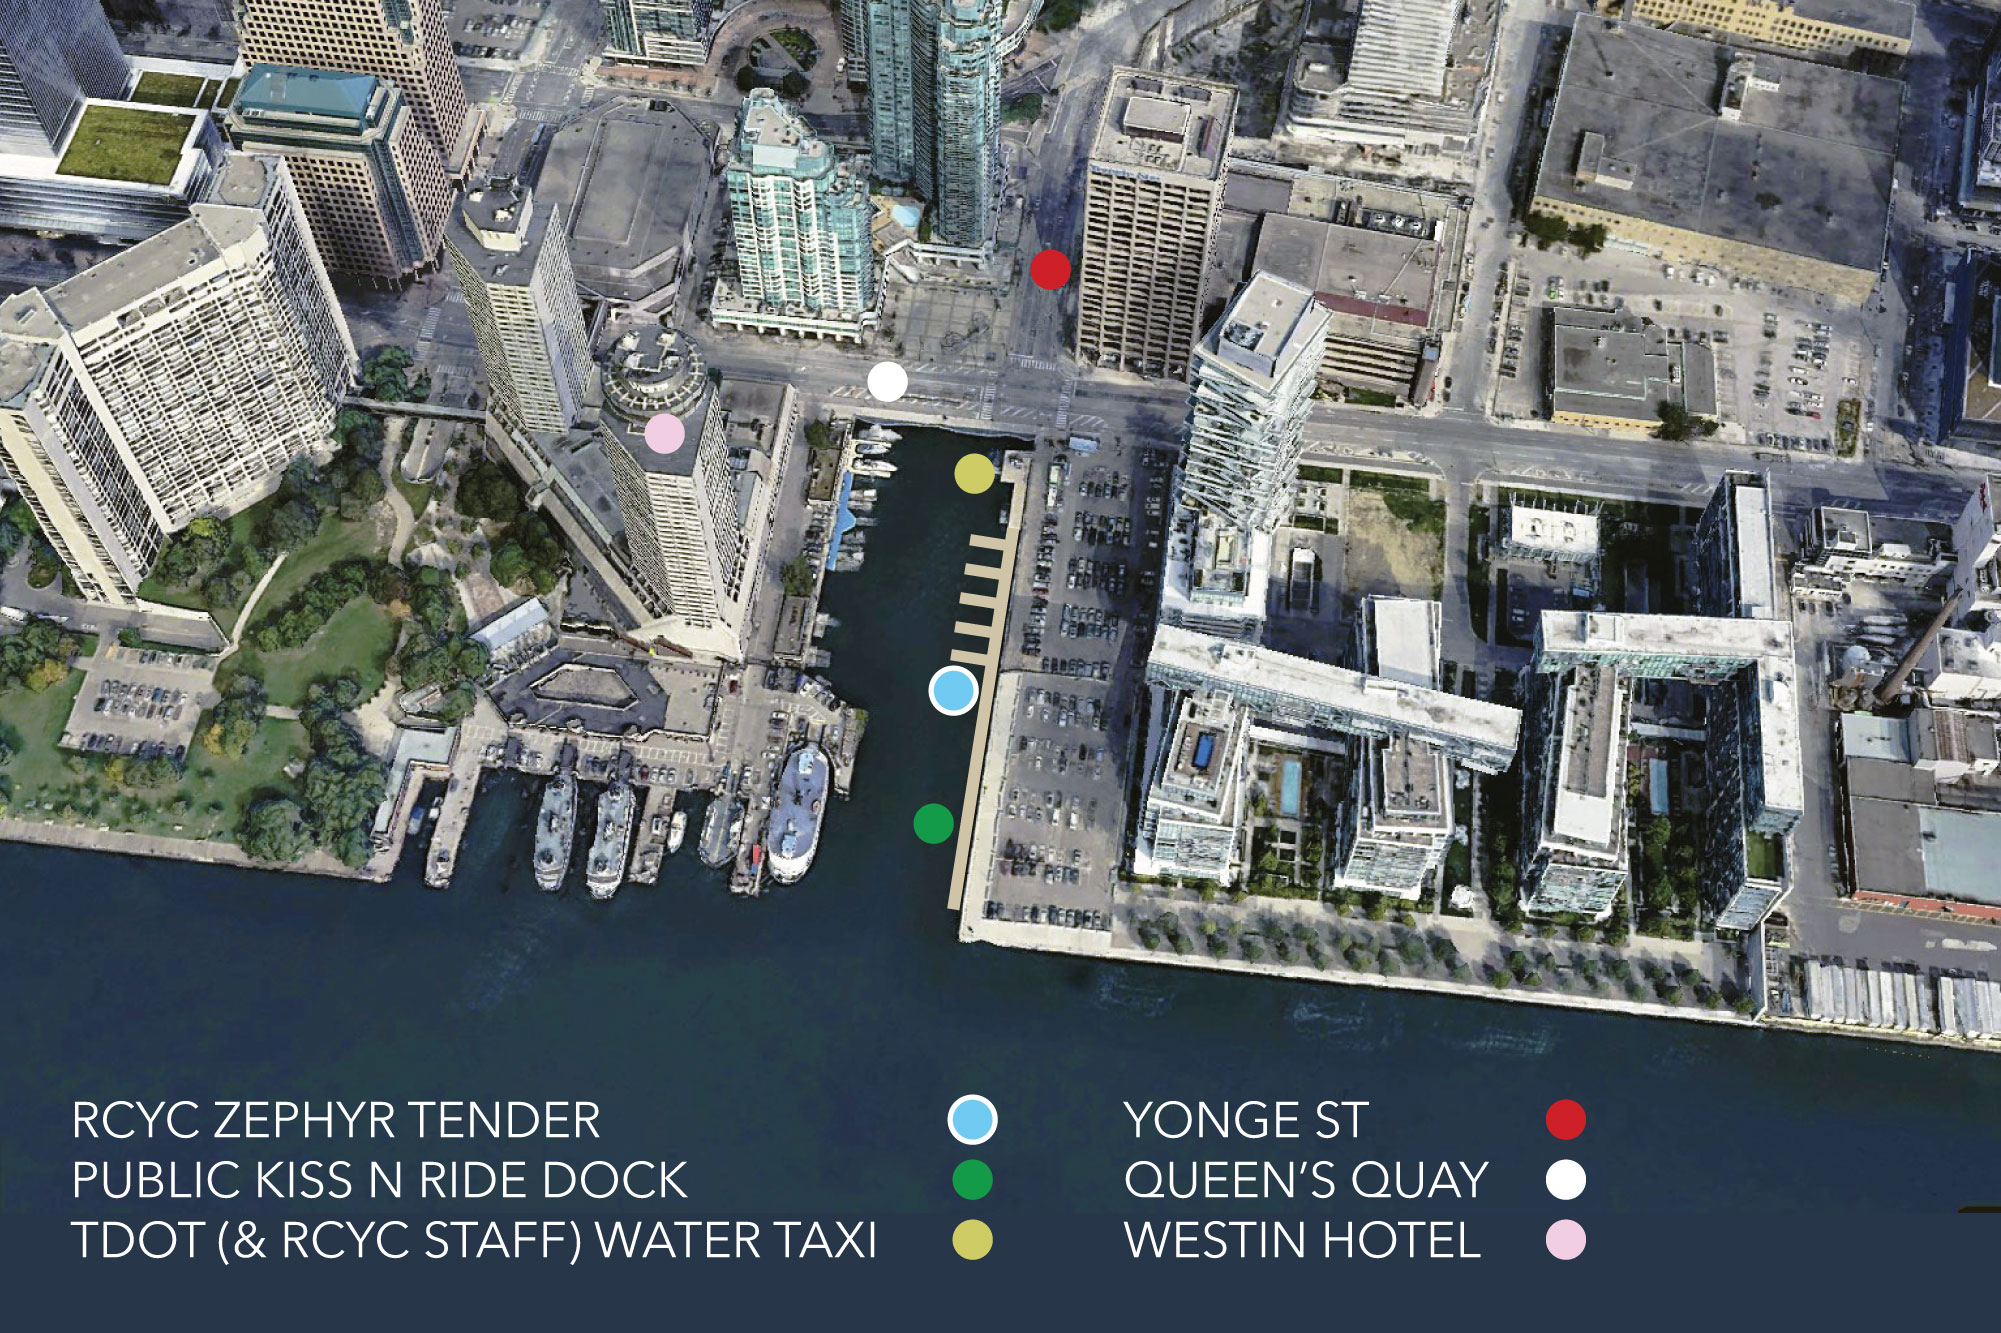 RCYC ZEPHYR TENDER
PUBLIC KISS N RIDE DOCK
TDOT (& RCYC STAFF) WATER TAXI
YONGE ST
QUEEN'S QUAY
WESTIN HOTEL